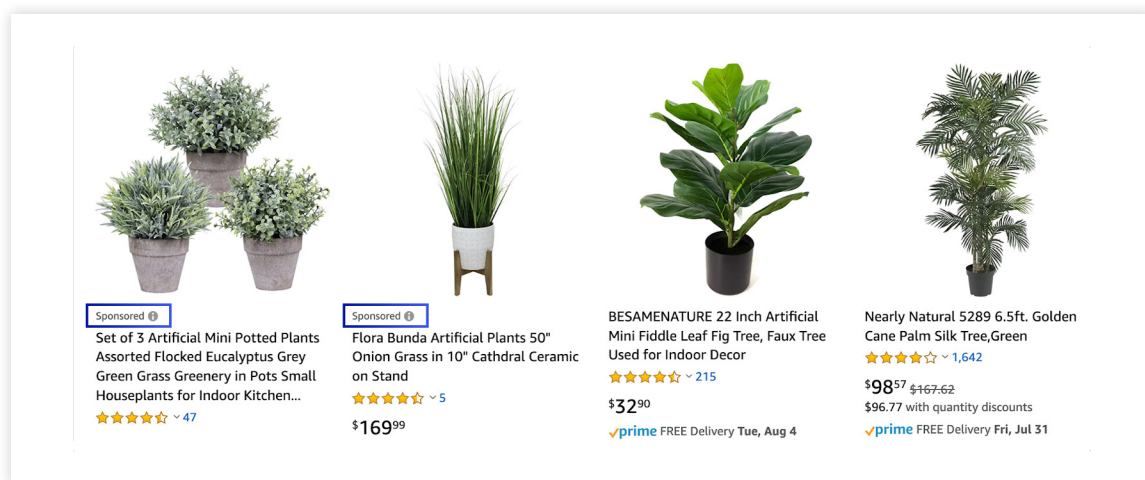 Sponsored
Set of 3 Artificial Mini Potted Plants
Assorted Flocked Eucalyptus Grey
Green Grass Greenery in Pots Small
Houseplants for Indoor Kitchen...
47
Sponsored
Flora Bunda Artificial Plants 50"
Onion Grass in 10" Cathdral Ceramic
on Stand
5
$16999
BESAMENATURE 22 Inch Artificial
Mini Fiddle Leaf Fig Tree, Faux Tree
Used for Indoor Decor
215
$3290
prime FREE Delivery Tue, Aug 4
Nearly Natural 5289 6.5ft. Golden
Cane Palm Silk Tree,Green
1,642
$9857 $167.62
$96.77 with quantity discounts
prime FREE Delivery Fri, Jul 31